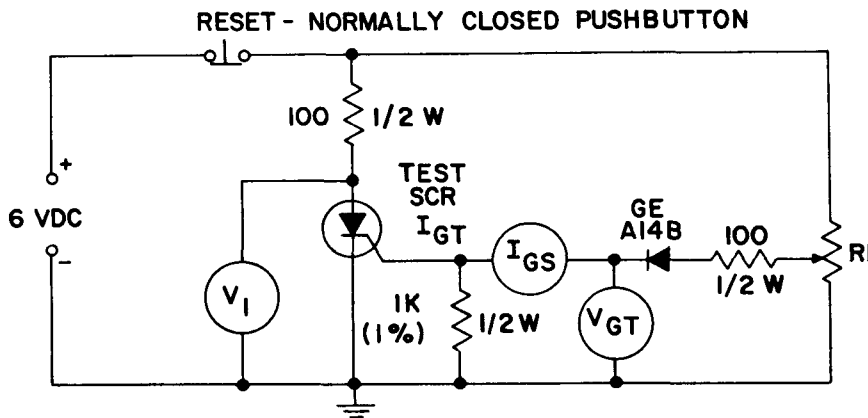 RESET - NORMALLY CLOSED PUSHBUTTON
100
1/2 W
+
6 VDC
-
TEST
SCR
IGT
V1
1K
(1%)
1/2W
IGS
GE
A14B
VGT
100
1/2 W